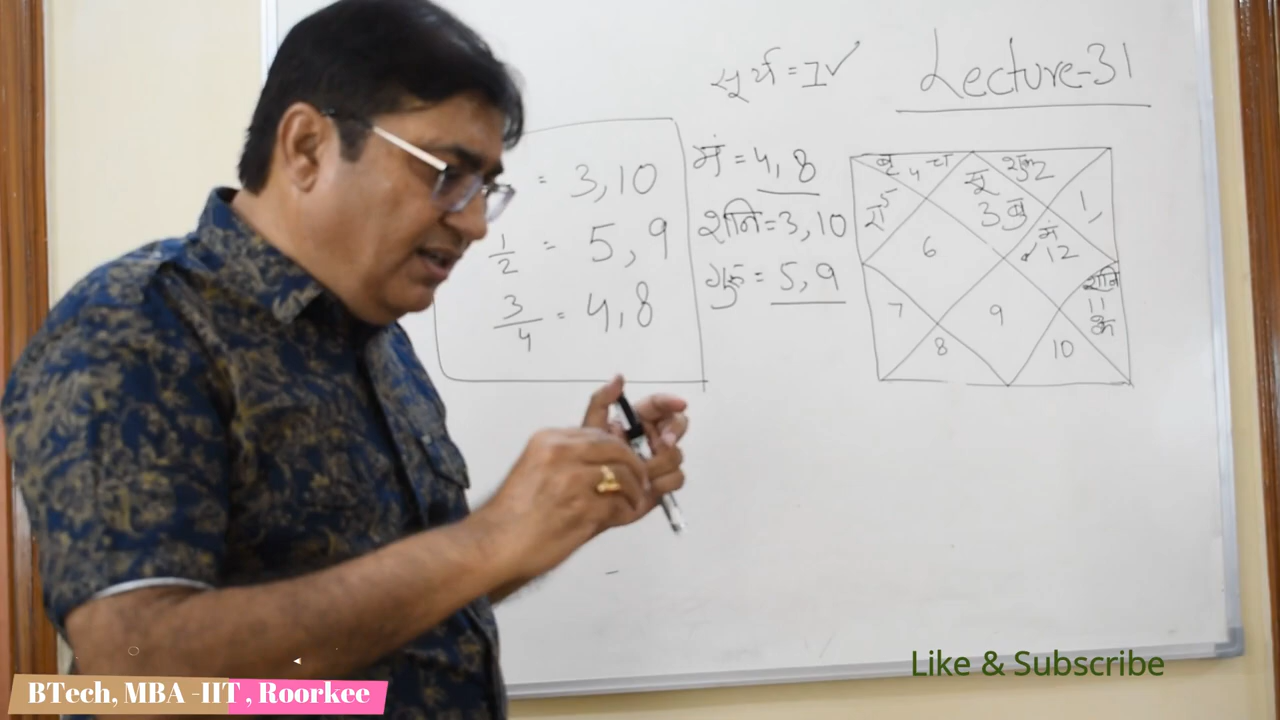 Lecture-31
सूर्य = 1✓
= 3,10
1/2 = 5,9
3/4 = 4,8
मं = 4,8
शनि = 3,10
गुरु = 5,9
4 च
शु 2
सू
3 बु
रा 5
1,
6
मं
✓12
शनि
11
के
7
9
8
10
BTech, MBA -IIT , Roorkee
Like & Subscribe